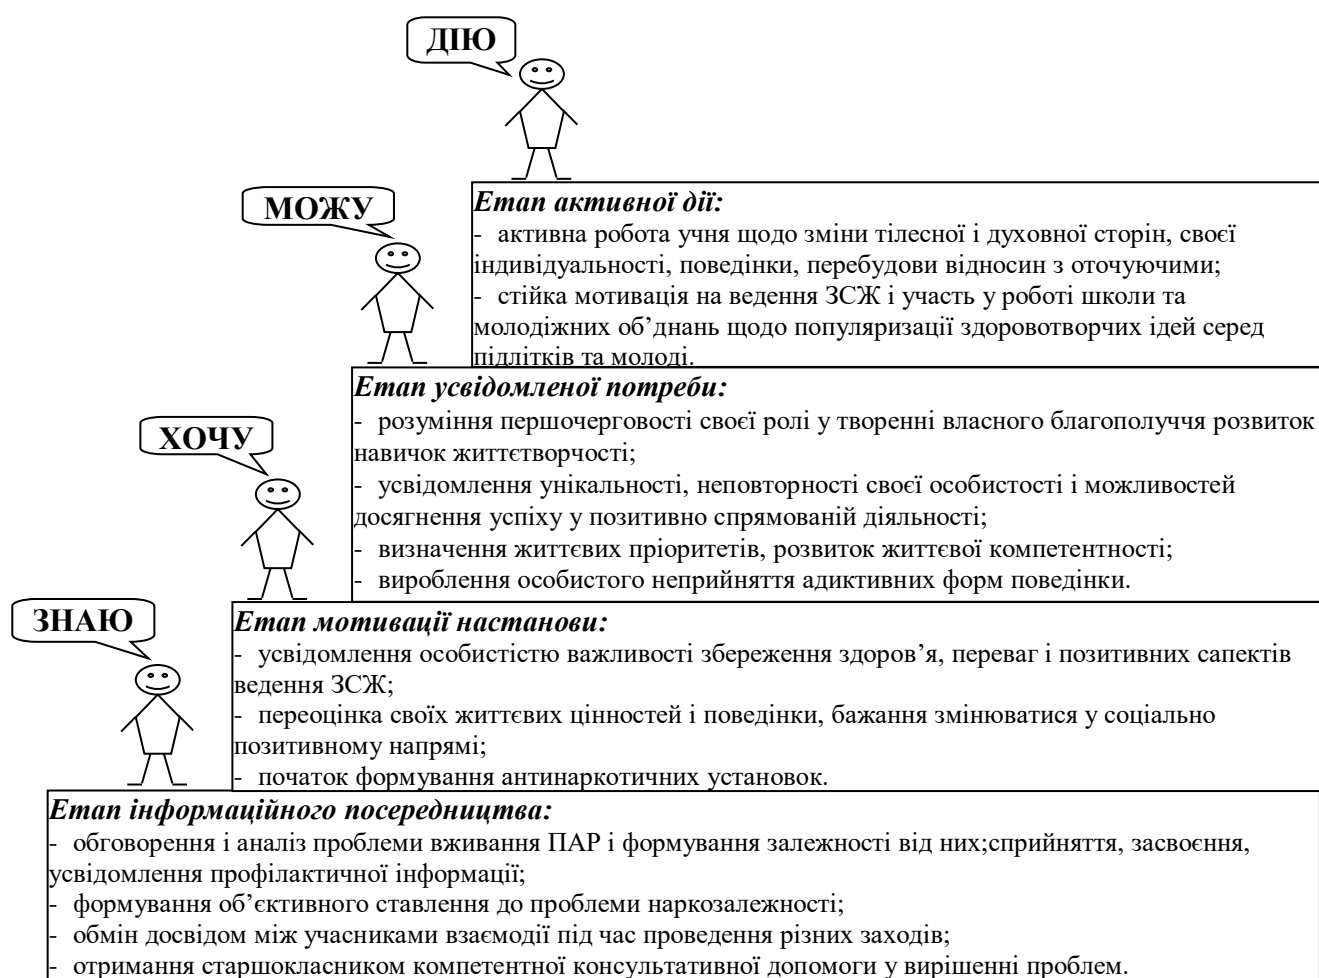 ДІЮ
Етап активної дії:
- активна робота учня щодо зміни тілесної і духовної сторін, своєї
індивідуальності, поведінки, перебудови відносин з оточуючими;
- стійка мотивація на ведення ЗСЖ і участь у роботі школи та
молодіжних об’днань щодо популяризації здоровотворчих ідей серед
підлітків та молоді.
МОЖУ
Етап усвідомленої потреби:
- розуміння першочерговості своєї ролі у творенні власного благополуччя розвиток
навичок життєтворчості;
- усвідомлення унікальності, неповторності своєї особистості і можливостей
досягнення успіху у позитивно спрямованій діяльності;
- визначення життєвих пріоритетів, розвиток життєвої компетентності;
- вироблення особистого неприйняття адиктивних форм поведінки.
ХОЧУ
Етап мотивації настанови:
- усвідомлення особистістю важливості збереження здоров’я, переваг і позитивних сапектів
ведення ЗСЖ;
- переоцінка своїх життєвих цінностей і поведінки, бажання змінюватися у соціально
позитивному напрямі;
- початок формування антинаркотичних установок.
ЗНАЮ
Етап інформаційного посередництва:
- обговорення і аналіз проблеми вживання ПАР і формування залежності від них;сприйняття, засвоєння,
усвідомлення профілактичної інформації;
- формування об’єктивного ставлення до проблеми наркозалежності;
- обмін досвідом між учасниками взаємодії під час проведення різних заходів;
- отримання старшокласником компетентної консультативної допомоги у вирішенні проблем.